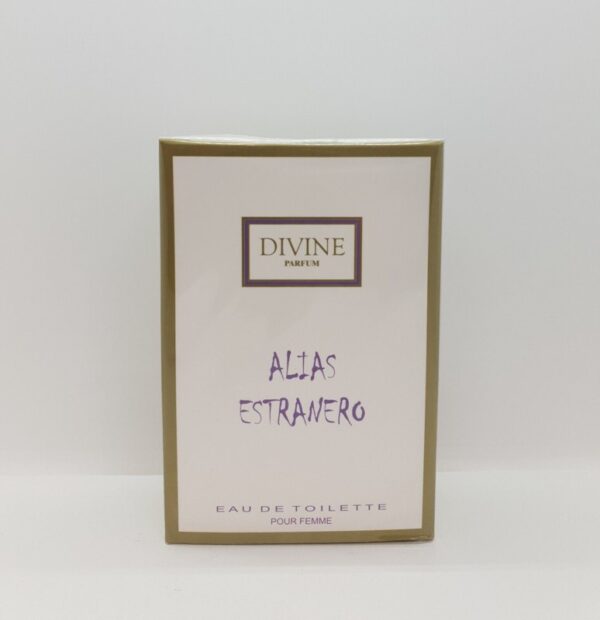 DIVINE
PARFUM
ALIAS
ESTRANERO
EAU DE TOILETTE
POUR FEMME